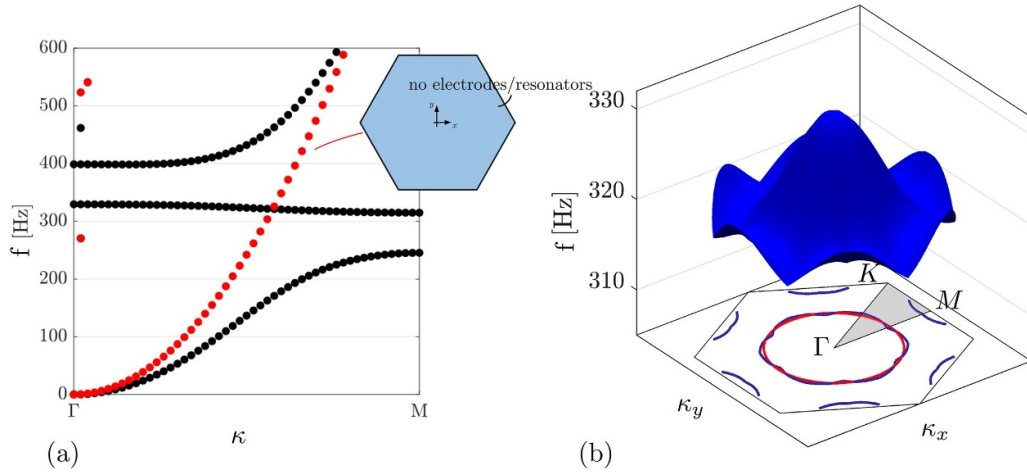 600
500
400
300
200
100
0
f [Hz]
Γ
M
κ
no electrodes/resonators
y
x
(a)
330
320
310
f [Hz]
K
M
Γ
κy
κx
(b)